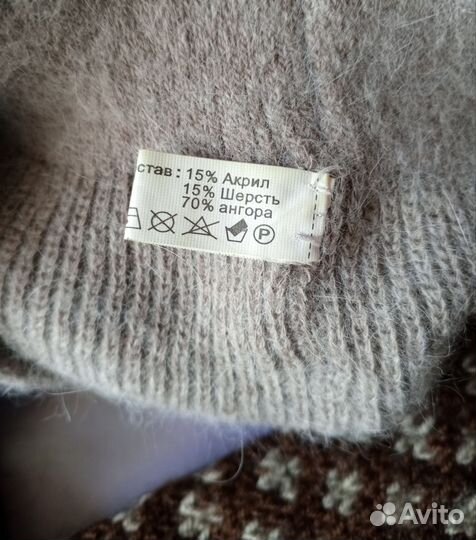 став : 15% Акрил
15% Шерсть
70% ангора
P
Avito